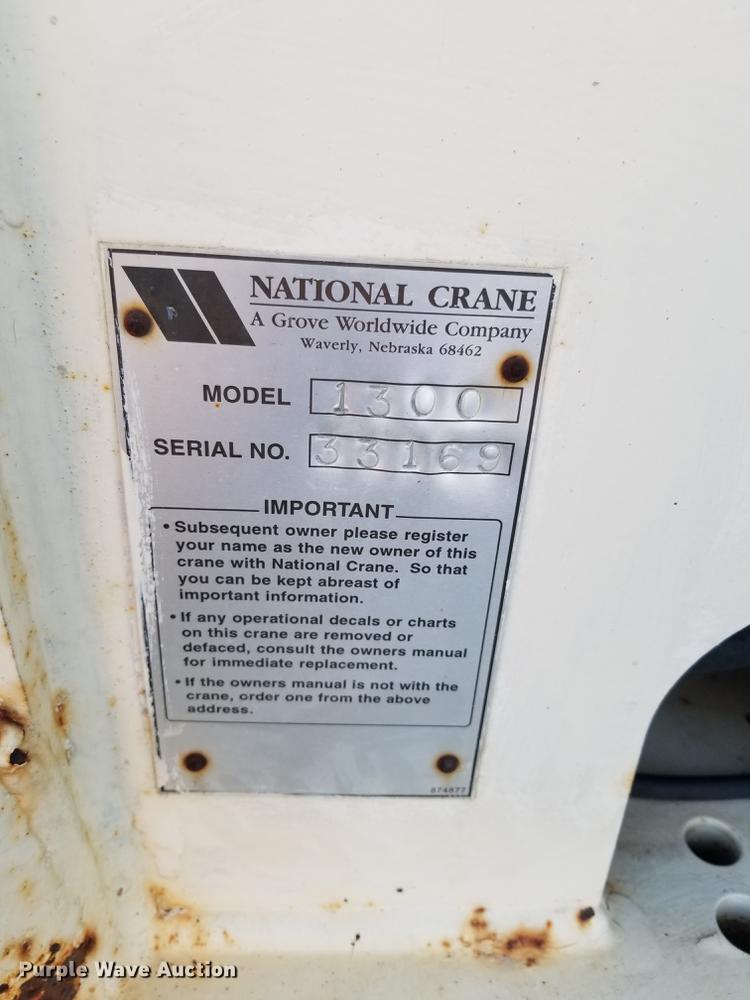 NATIONAL CRANE
A Grove Worldwide Company
Waverly, Nebraska 68462
MODEL 1300
SERIAL NO. 33169
IMPORTANT
• Subsequent owner please register
your name as the new owner of this
crane with National Crane. So that
you can be kept abreast of
important information.
• If any operational decals or charts
on this crane are removed or
defaced, consult the owners manual
for immediate replacement.
• If the owners manual is not with the
crane, order one from the above
address.
874877
Purple Wave Auction